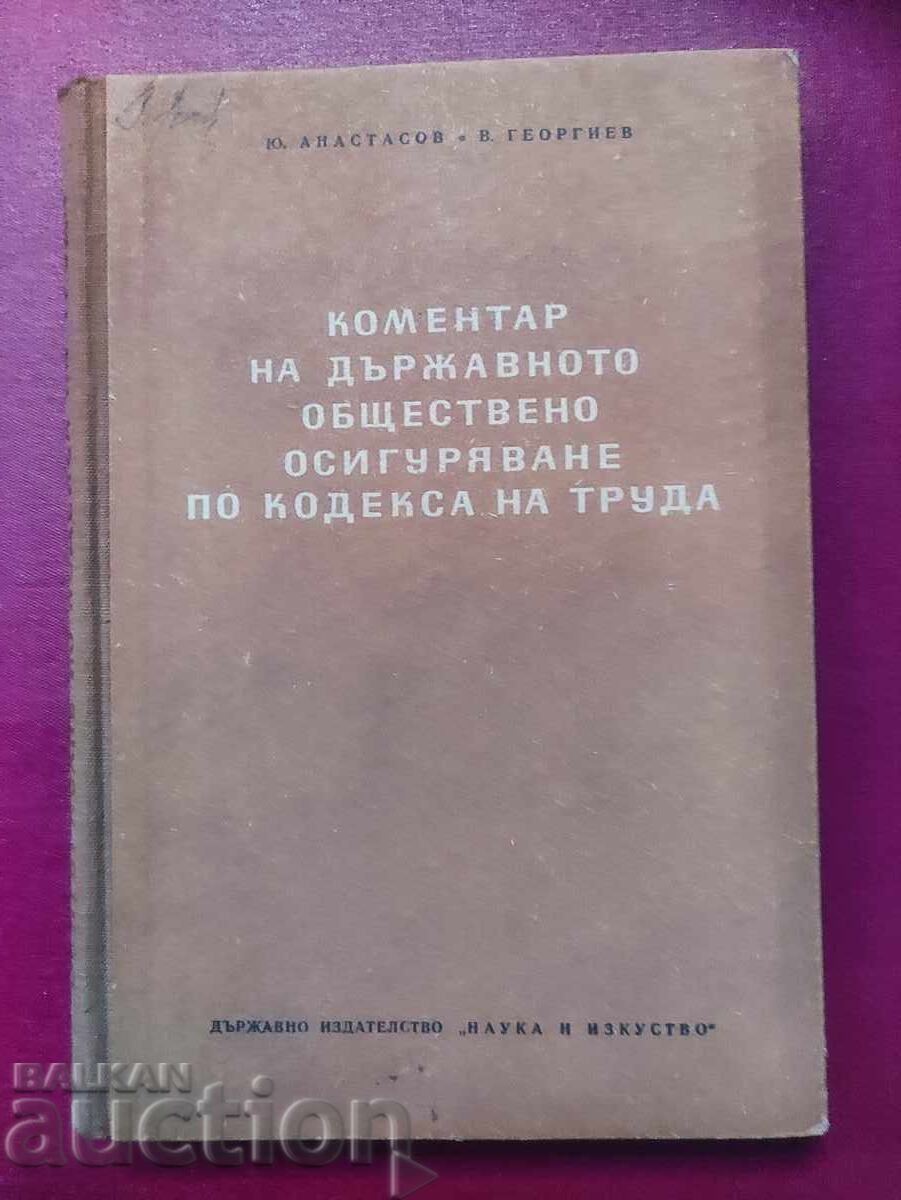 Ю. АНАСТАСОВ • В. ГЕОРГИЕВ
КОМЕНТАР
НА ДЪРЖАВНОТО
ОБЩЕСТВЕНО
ОСИГУРЯВАНЕ
ПО КОДЕКСА НА ТРУДА
ДЪРЖАВНО ИЗДАТЕЛСТВО „НАУКА И ИЗКУСТВО“
BALKAN
auction